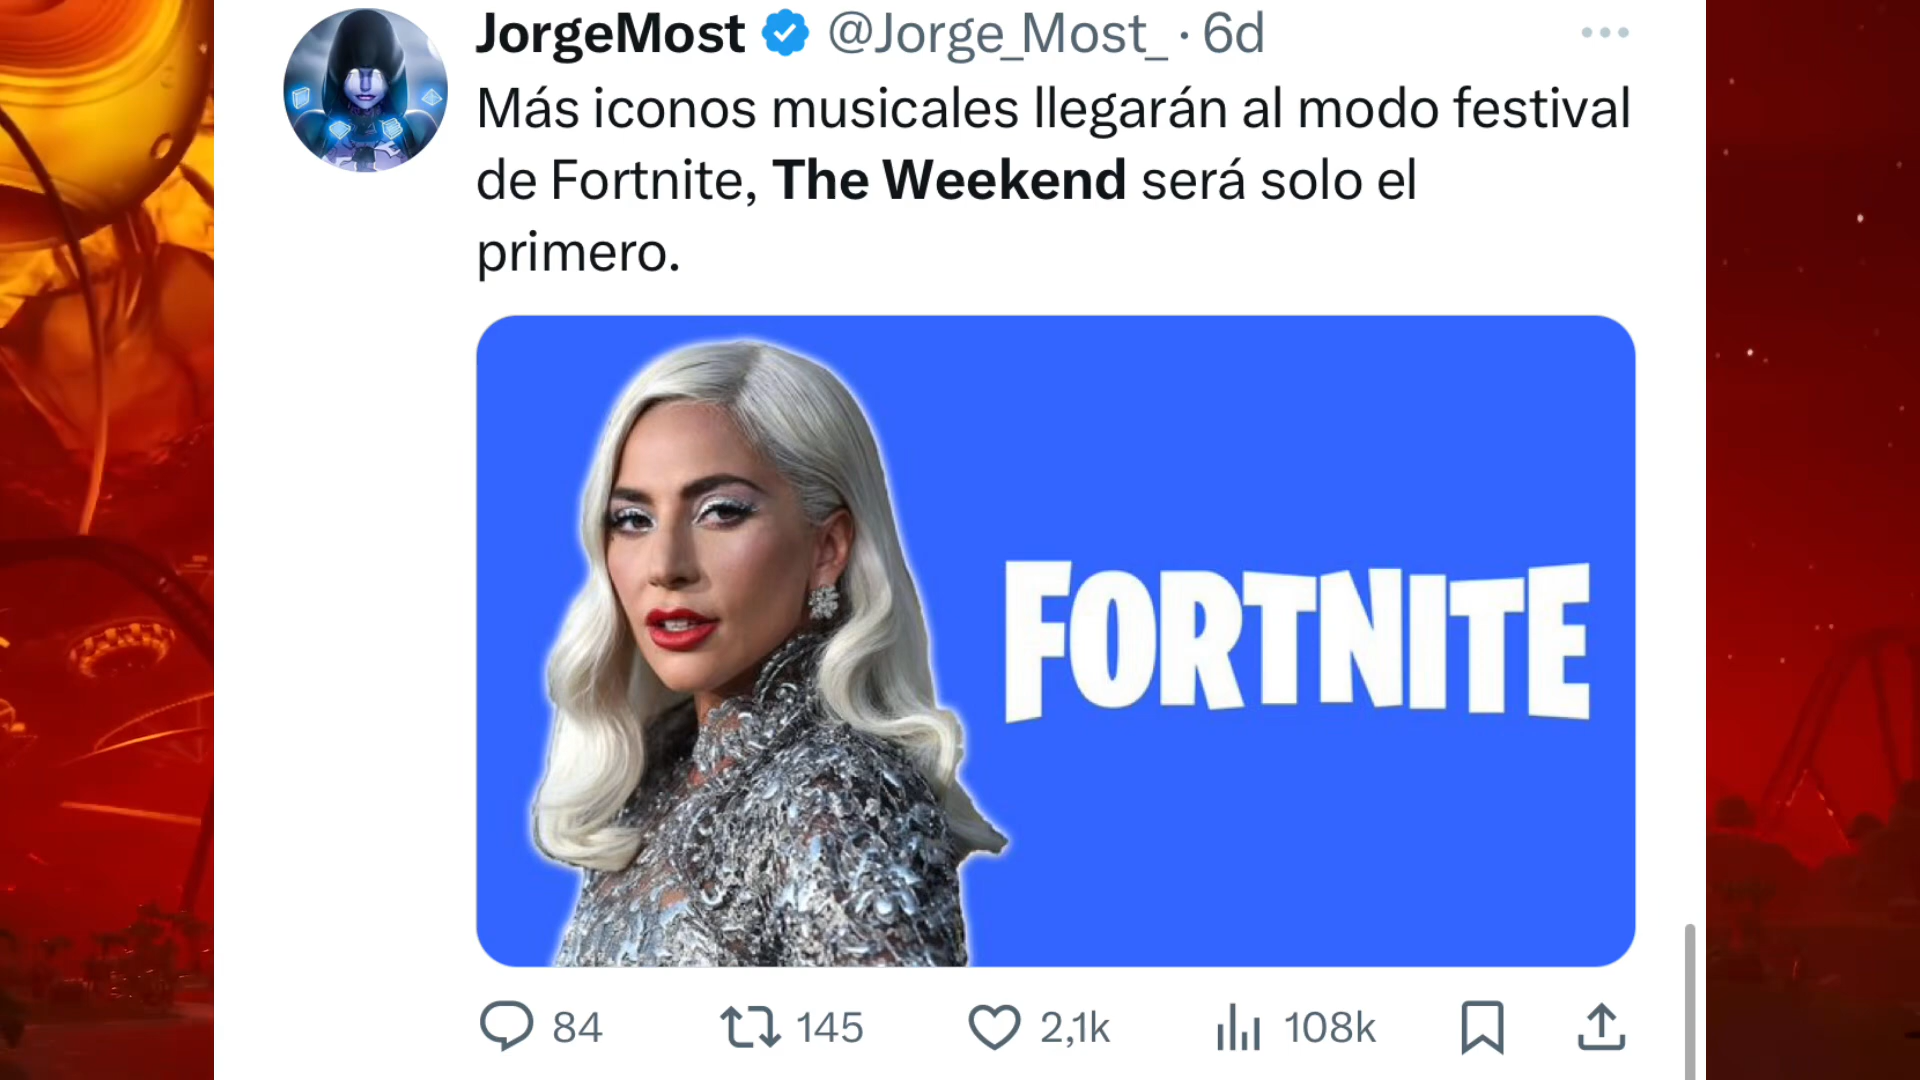 JorgeMost @Jorge_Most_ · 6d
Más iconos musicales llegarán al modo festival
de Fortnite, The Weekend será solo el
primero.
FORTNITE
84 145 2,1k 108k